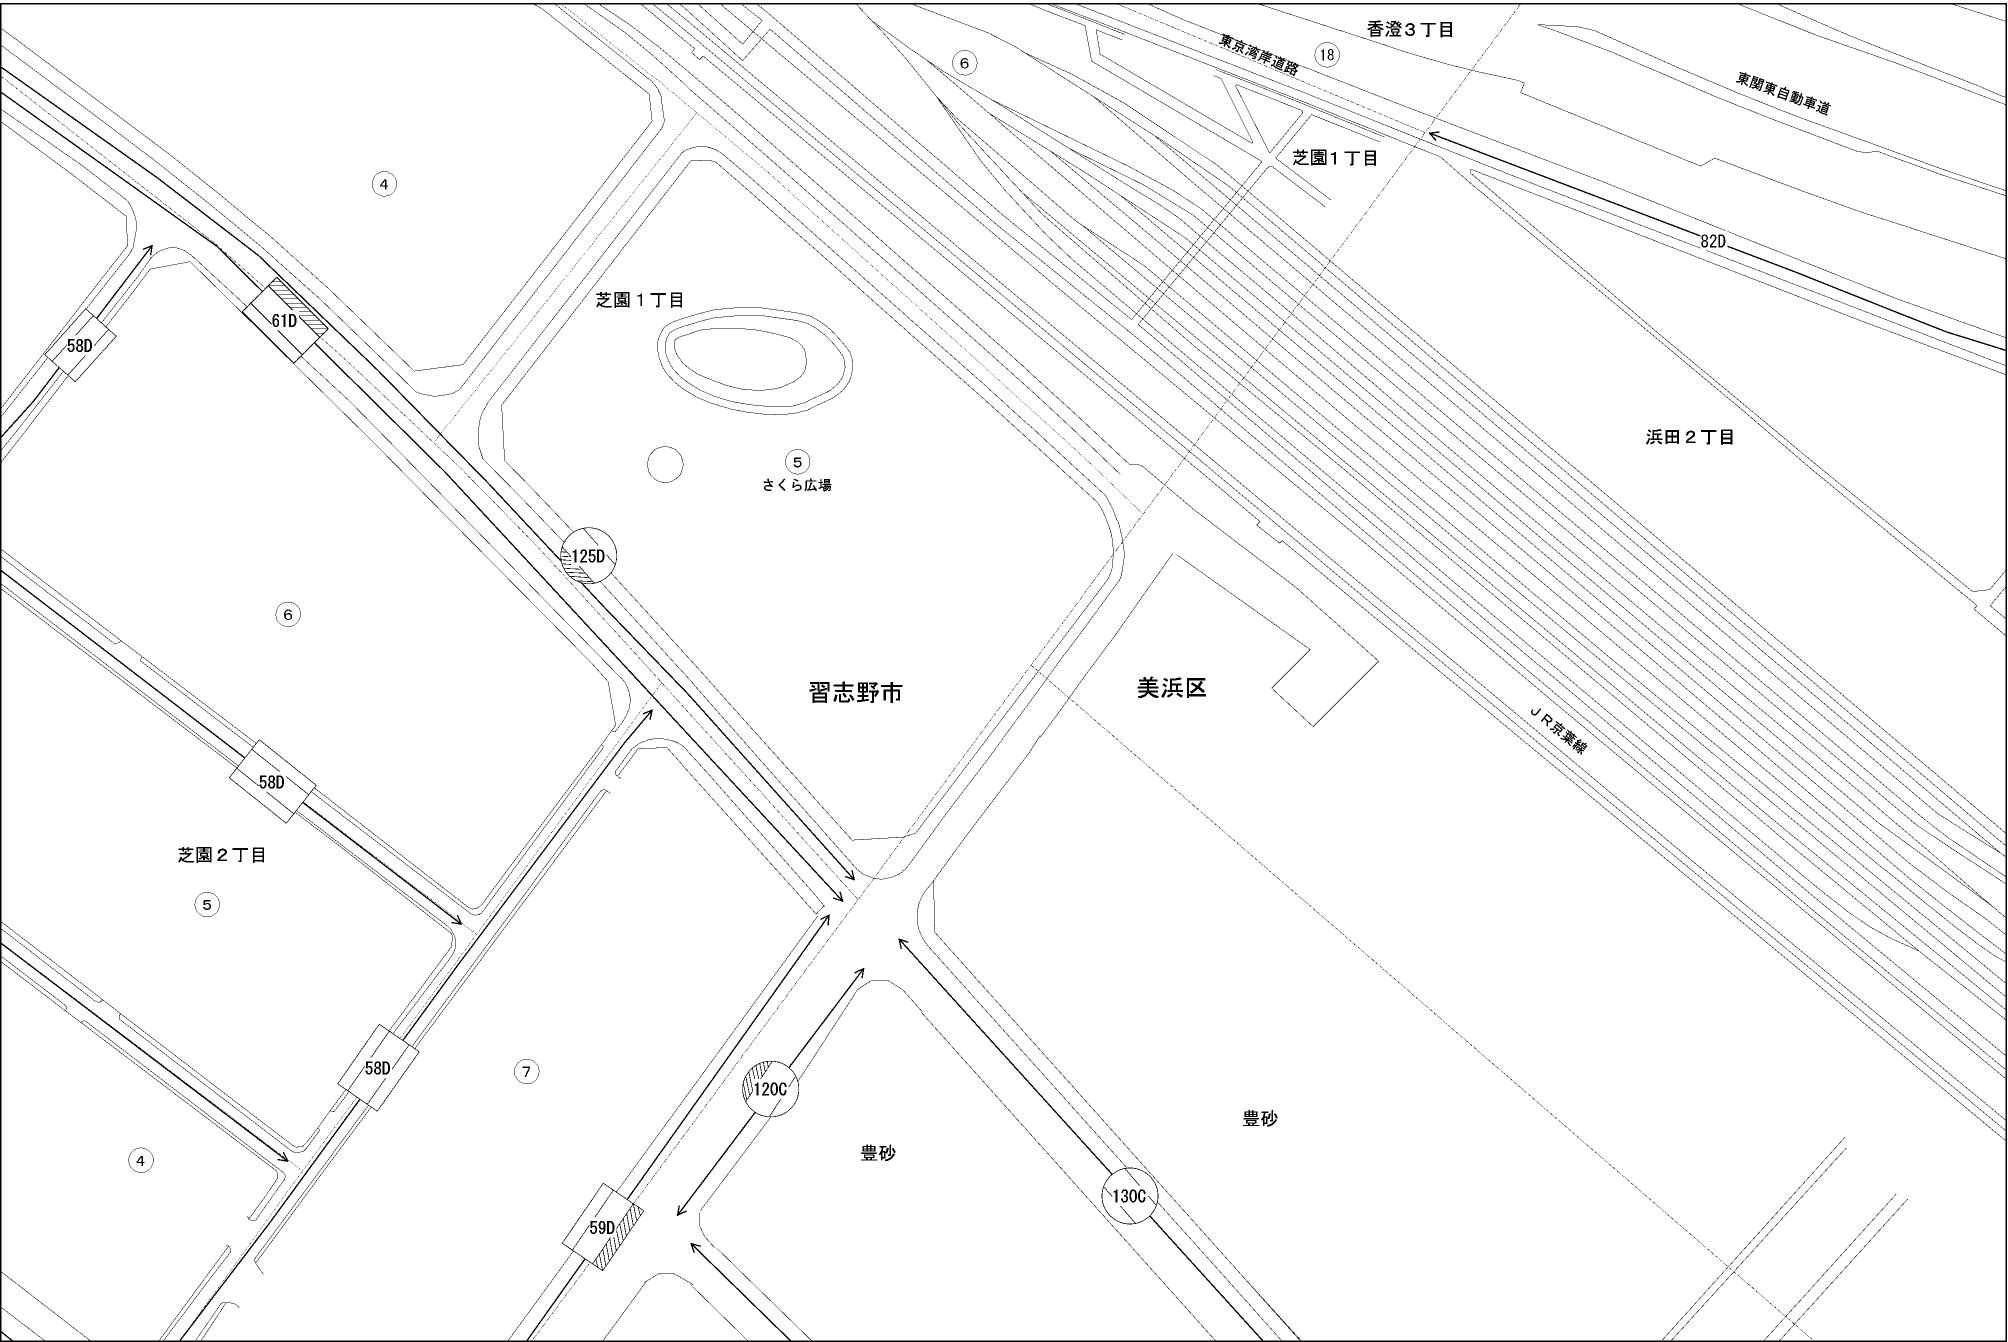 香澄３丁目
東京湾岸道路
18
6
東関東自動車道
芝園１丁目
4
82D
芝園１丁目
61D
58D
浜田２丁目
5
さくら広場
125D
6
習志野市
美浜区
ＪＲ京葉線
58D
芝園２丁目
5
58D
7
120C
豊砂
豊砂
4
130C
59D